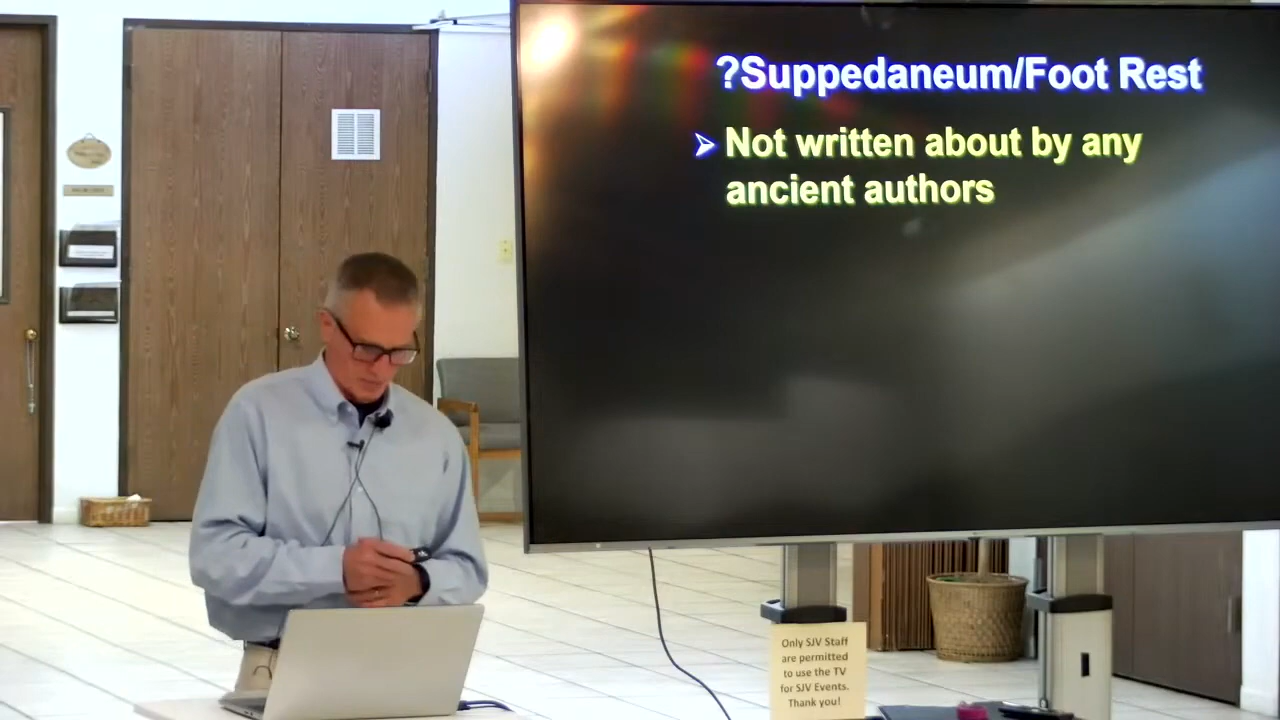 ?Suppedaneum/Foot Rest
Not written about by any
ancient authors
Only SJV Staff
are permitted
to use the TV
for SJV Events.
Thank you!